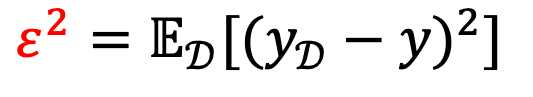 ε² = 𝔼_𝒟[(y_𝒟 − y)²]